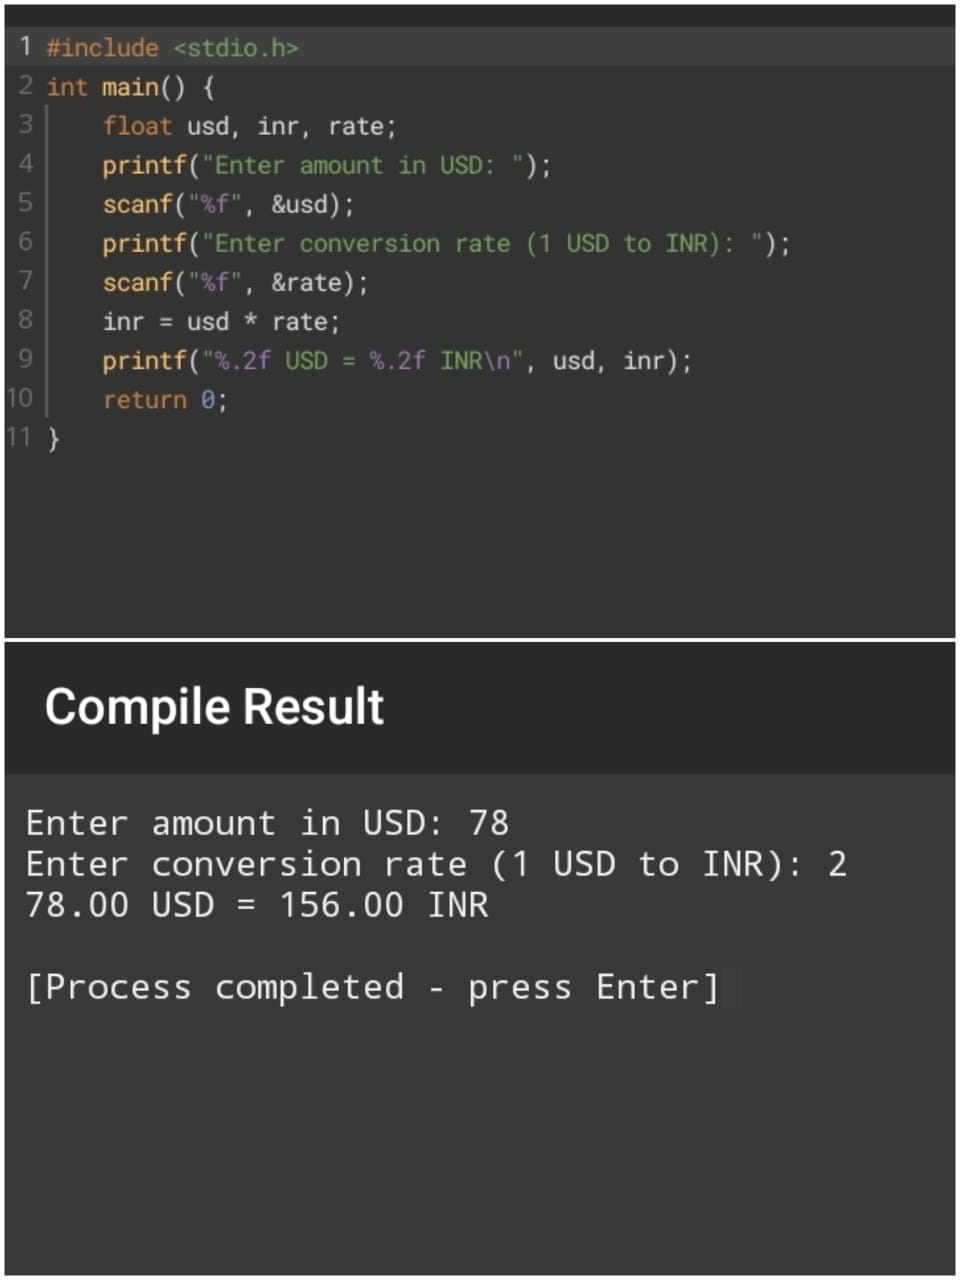 1 #include <stdio.h>
2 int main() {
3     float usd, inr, rate;
4     printf("Enter amount in USD: ");
5     scanf("%f", &usd);
6     printf("Enter conversion rate (1 USD to INR): ");
7     scanf("%f", &rate);
8     inr = usd * rate;
9     printf("%.2f USD = %.2f INR\n", usd, inr);
10     return 0;
11 }
Compile Result
Enter amount in USD: 78
Enter conversion rate (1 USD to INR): 2
78.00 USD = 156.00 INR
[Process completed - press Enter]